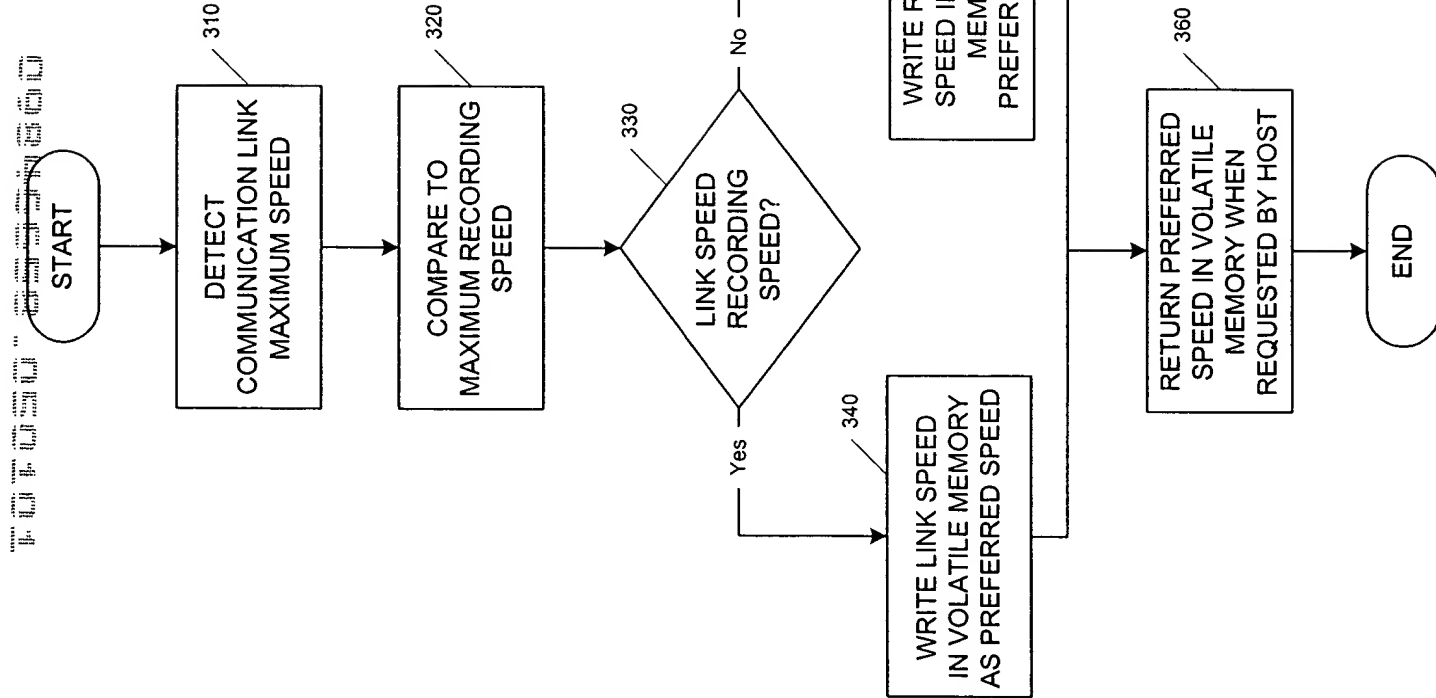 START
310
DETECT
COMMUNICATION LINK
MAXIMUM SPEED
320
COMPARE TO
MAXIMUM RECORDING
SPEED
330
LINK SPEED
RECORDING
SPEED?
Yes
No
340
WRITE LINK SPEED
IN VOLATILE MEMORY
AS PREFERRED SPEED
WRITE
SPEED
360
RETURN PREFERRED
SPEED IN VOLATILE
MEMORY WHEN
REQUESTED BY HOST
END